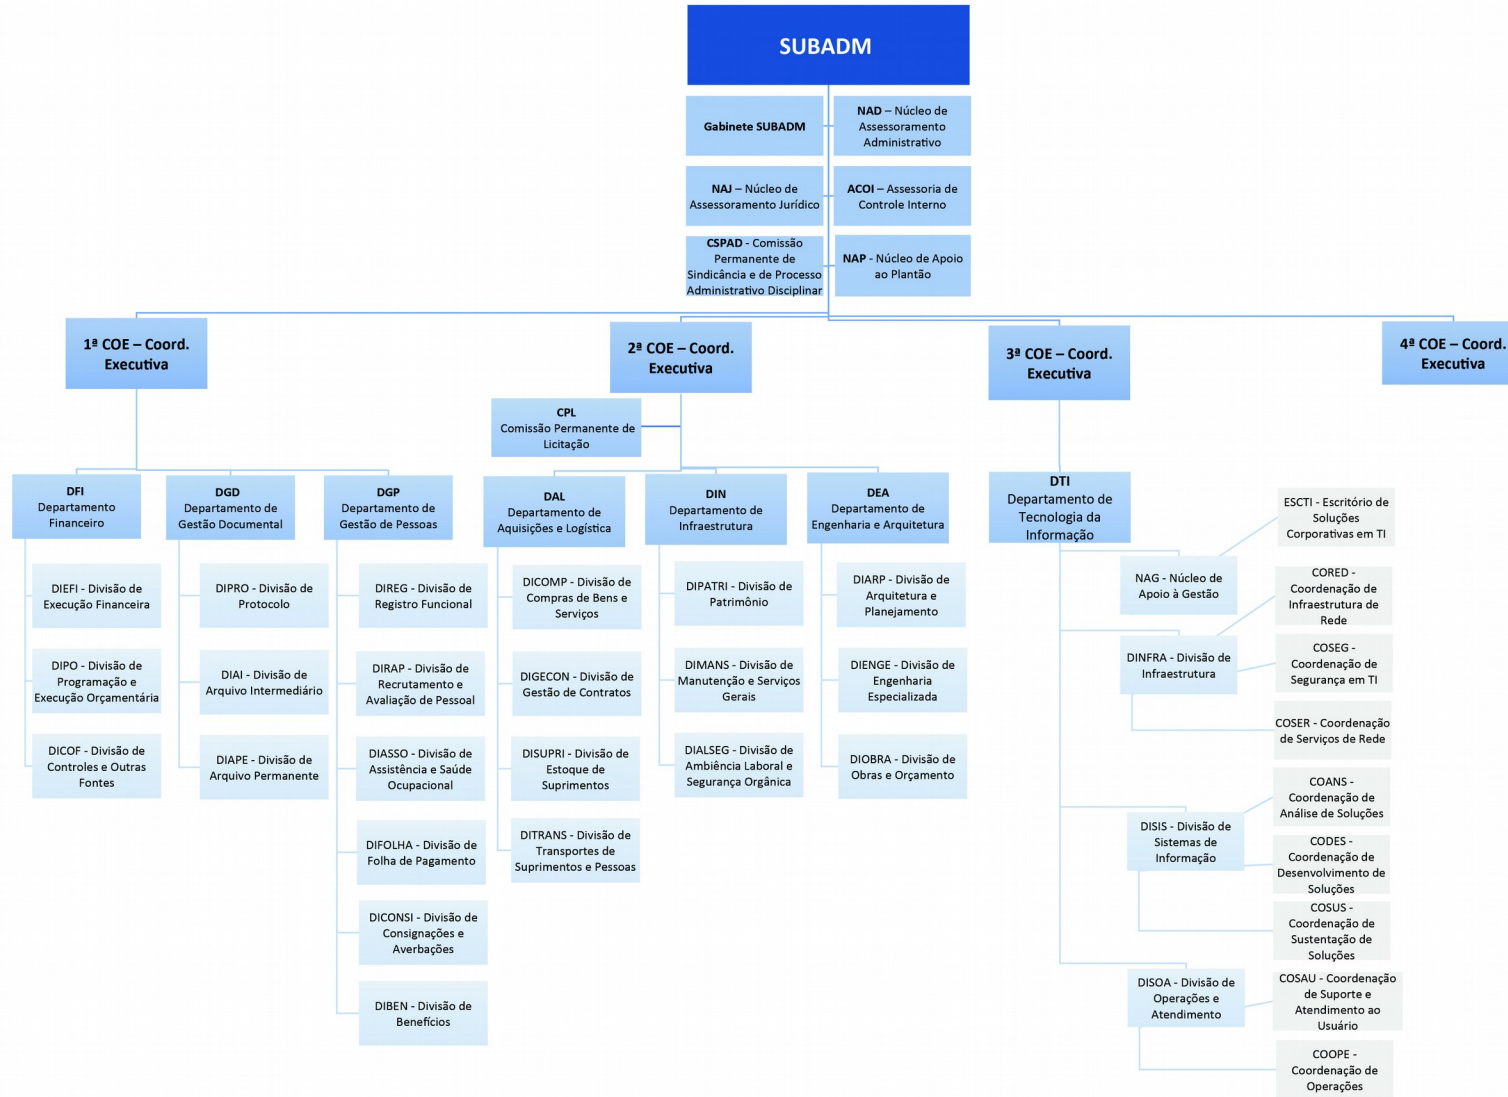 SUBADM
Gabinete SUBADM
NAD – Núcleo de
Assessoramento
Administrativo
NAJ – Núcleo de
Assessoramento Jurídico
ACOI – Assessoria de
Controle Interno
CSPAD - Comissão
Permanente de
Sindicância e de Processo
Administrativo Disciplinar
NAP - Núcleo de Apoio
ao Plantão
1ª COE – Coord.
Executiva
2ª COE – Coord.
Executiva
3ª COE – Coord.
Executiva
4ª COE – Coord.
Executiva
CPL
Comissão Permanente de
Licitação
DFI
Departamento
Financeiro
DGD
Departamento de
Gestão Documental
DGP
Departamento de
Gestão de Pessoas
DAL
Departamento de
Aquisições e Logística
DIN
Departamento de
Infraestrutura
DEA
Departamento de
Engenharia e Arquitetura
DTI
Departamento de
Tecnologia da
Informação
DIEFI - Divisão de
Execução Financeira
DIPO - Divisão de
Programação e
Execução Orçamentária
DICOF - Divisão de
Controles e Outras
Fontes
DIPRO - Divisão de
Protocolo
DIAI - Divisão de
Arquivo Intermediário
DIAPE - Divisão de
Arquivo Permanente
DIREG - Divisão de
Registro Funcional
DIRAP - Divisão de
Recrutamento e
Avaliação de Pessoal
DIASSO - Divisão de
Assistência e Saúde
Ocupacional
DIFOLHA - Divisão de
Folha de Pagamento
DICONSI - Divisão de
Consignações e
Averbações
DIBEN - Divisão de
Benefícios
DICOMP - Divisão de
Compras de Bens e
Serviços
DIGECON - Divisão de
Gestão de Contratos
DISUPRI - Divisão de
Estoque de
Suprimentos
DITRANS - Divisão de
Transportes de
Suprimentos e Pessoas
DIPATRI - Divisão de
Patrimônio
DIMANS - Divisão de
Manutenção e Serviços
Gerais
DIALSEG - Divisão de
Ambiência Laboral e
Segurança Orgânica
DIARP - Divisão de
Arquitetura e
Planejamento
DIENGE - Divisão de
Engenharia
Especializada
DIOBRA - Divisão de
Obras e Orçamento
NAG - Núcleo de
Apoio à Gestão
ESCTI - Escritório de
Soluções
Corporativas em TI
DINFRA - Divisão de
Infraestrutura
CORED -
Coordenação de
Infraestrutura de
Rede
COSEG -
Coordenação de
Segurança em TI
COSER - Coordenação
de Serviços de Rede
DISIS - Divisão de
Sistemas de
Informação
COANS -
Coordenação de
Análise de Soluções
CODES -
Coordenação de
Desenvolvimento de
Soluções
COSUS -
Coordenação de
Sustentação de
Soluções
DISOA - Divisão de
Operações e
Atendimento
COSAU - Coordenação
de Suporte e
Atendimento ao
Usuário
COOPE -
Coordenação de
Operações